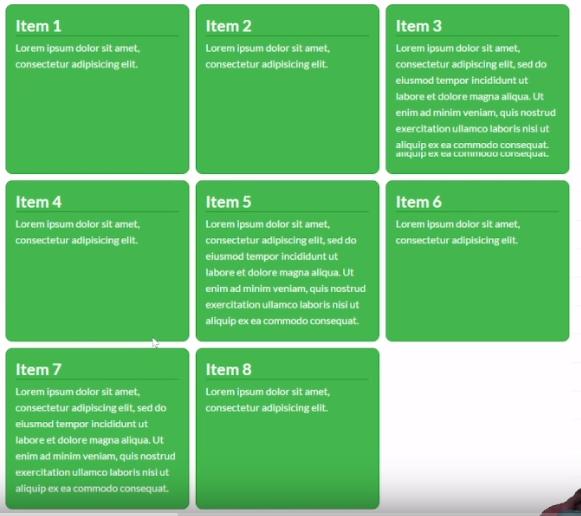 Item 1
Lorem ipsum dolor sit amet,
consectetur adipisicing elit.
Item 2
Lorem ipsum dolor sit amet,
consectetur adipisicing elit.
Item 3
Lorem ipsum dolor sit amet,
consectetur adipiscing elit, sed do
eiusmod tempor incididunt ut
labore et dolore magna aliqua. Ut
enim ad minim veniam, quis nostrud
exercitation ullamco laboris nisi ut
aliquip ex ea commodo consequat.
aliquip ex ea commodo consequat.
Item 4
Lorem ipsum dolor sit amet,
consectetur adipisicing elit.
Item 5
Lorem ipsum dolor sit amet,
consectetur adipiscing elit, sed do
eiusmod tempor incididunt ut
labore et dolore magna aliqua. Ut
enim ad minim veniam, quis nostrud
exercitation ullamco laboris nisi ut
aliquip ex ea commodo consequat.
Item 6
Lorem ipsum dolor sit amet,
consectetur adipisicing elit.
Item 7
Lorem ipsum dolor sit amet,
consectetur adipiscing elit, sed do
eiusmod tempor incididunt ut
labore et dolore magna aliqua. Ut
enim ad minim veniam, quis nostrud
exercitation ullamco laboris nisi ut
aliquip ex ea commodo consequat.
Item 8
Lorem ipsum dolor sit amet,
consectetur adipisicing elit.